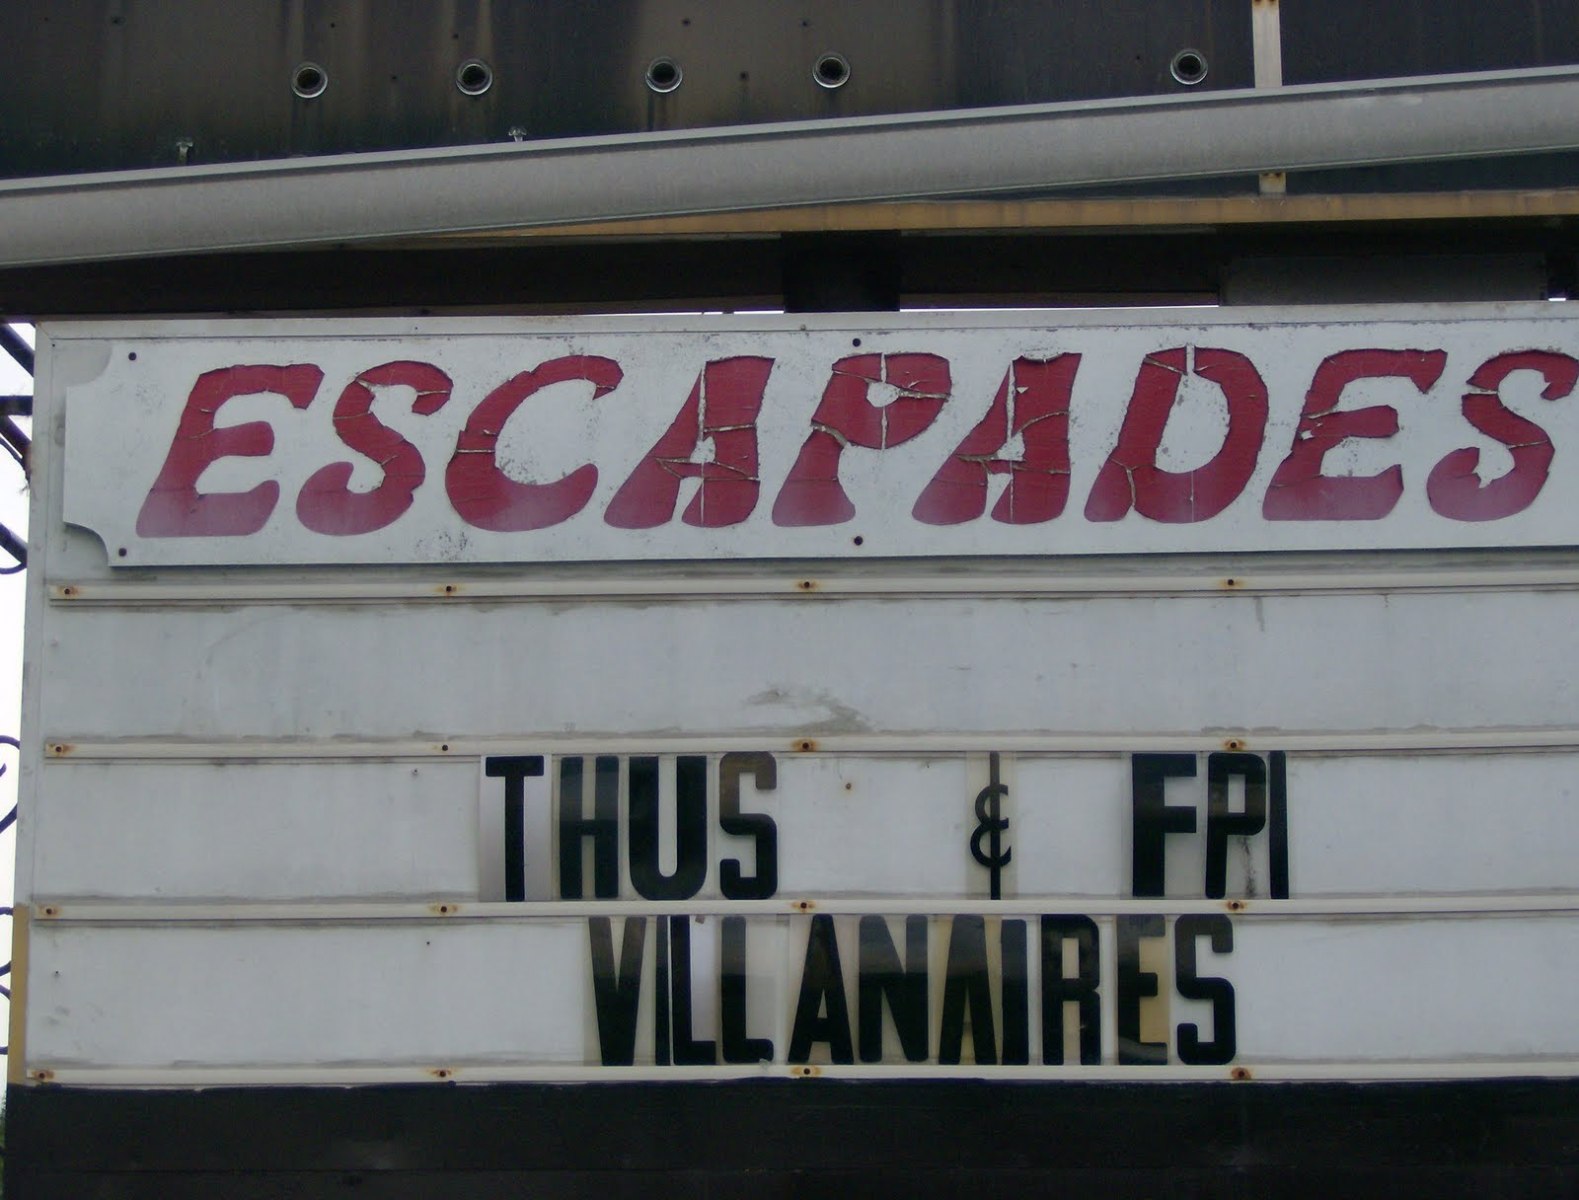 ESCAPADES
THUS & FPI
VILLANAIRES